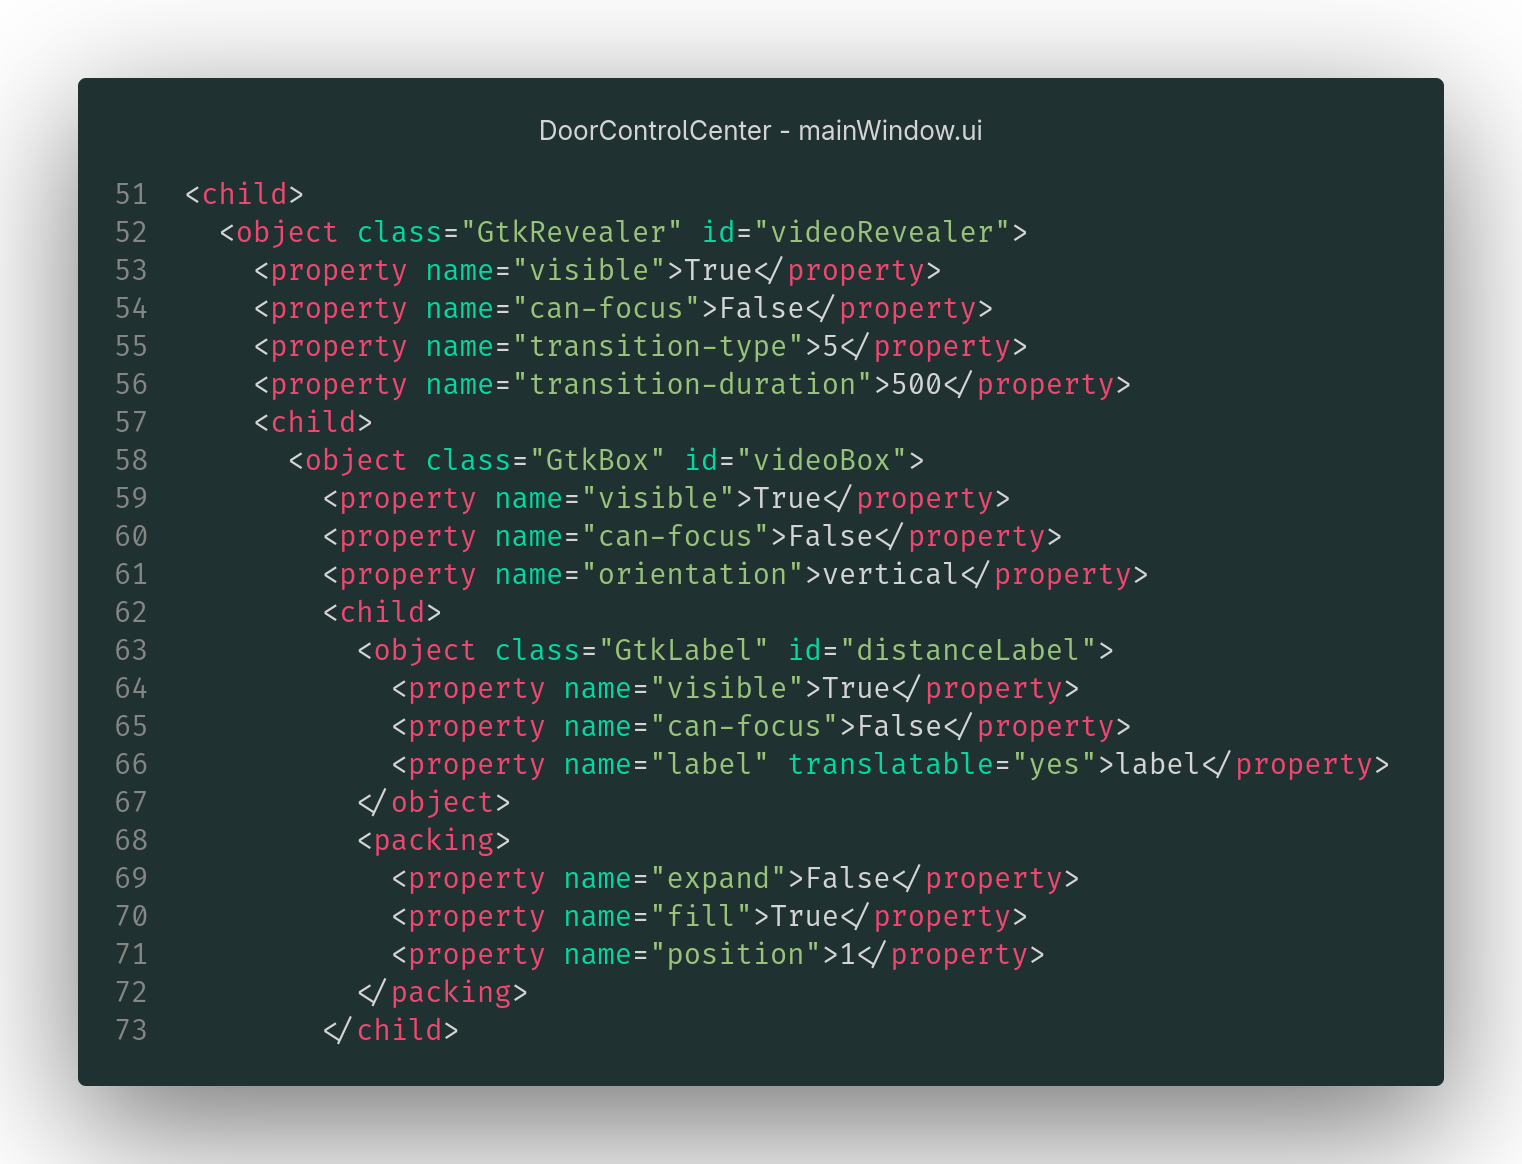 DoorControlCenter - mainWindow.ui
51 <child>
52   <object class="GtkRevealer" id="videoRevealer">
53     <property name="visible">True</property>
54     <property name="can-focus">False</property>
55     <property name="transition-type">5</property>
56     <property name="transition-duration">500</property>
57     <child>
58       <object class="GtkBox" id="videoBox">
59         <property name="visible">True</property>
60         <property name="can-focus">False</property>
61         <property name="orientation">vertical</property>
62         <child>
63           <object class="GtkLabel" id="distanceLabel">
64             <property name="visible">True</property>
65             <property name="can-focus">False</property>
66             <property name="label" translatable="yes">label</property>
67           </object>
68           <packing>
69             <property name="expand">False</property>
70             <property name="fill">True</property>
71             <property name="position">1</property>
72           </packing>
73         </child>